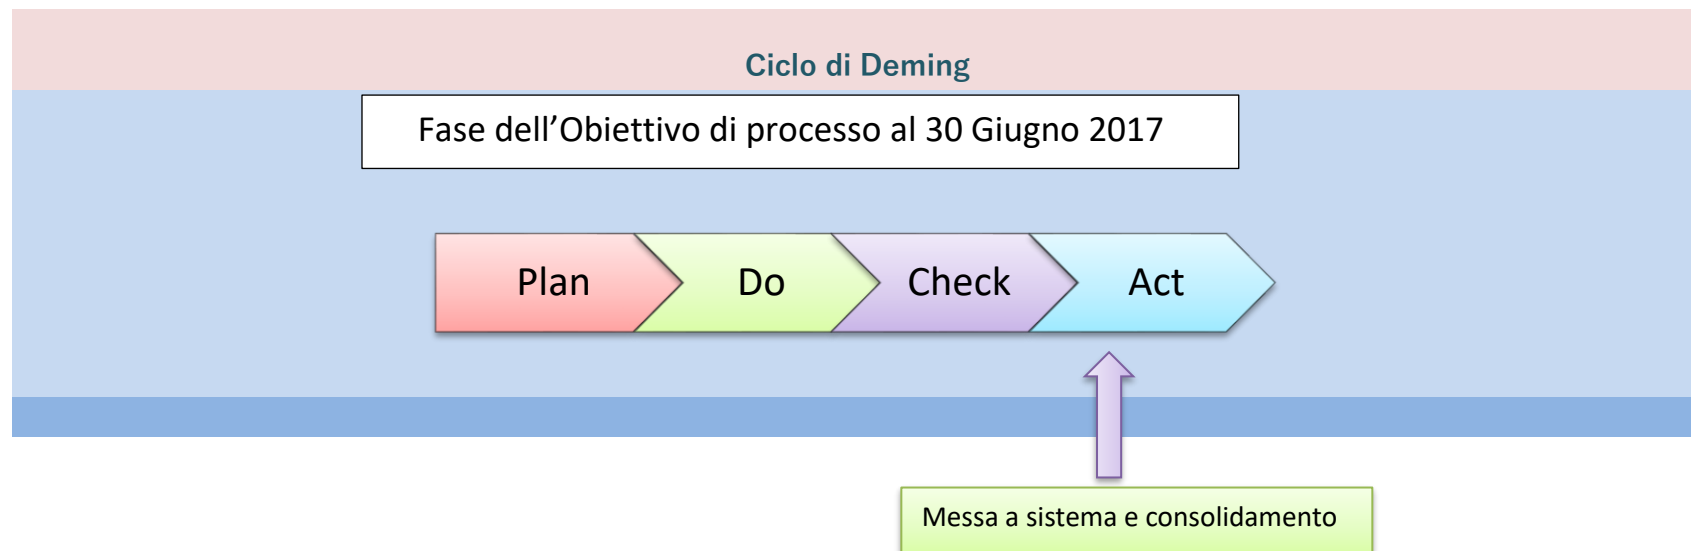 Ciclo di Deming
Fase dell’Obiettivo di processo al 30 Giugno 2017
Plan Do Check Act
Messa a sistema e consolidamento